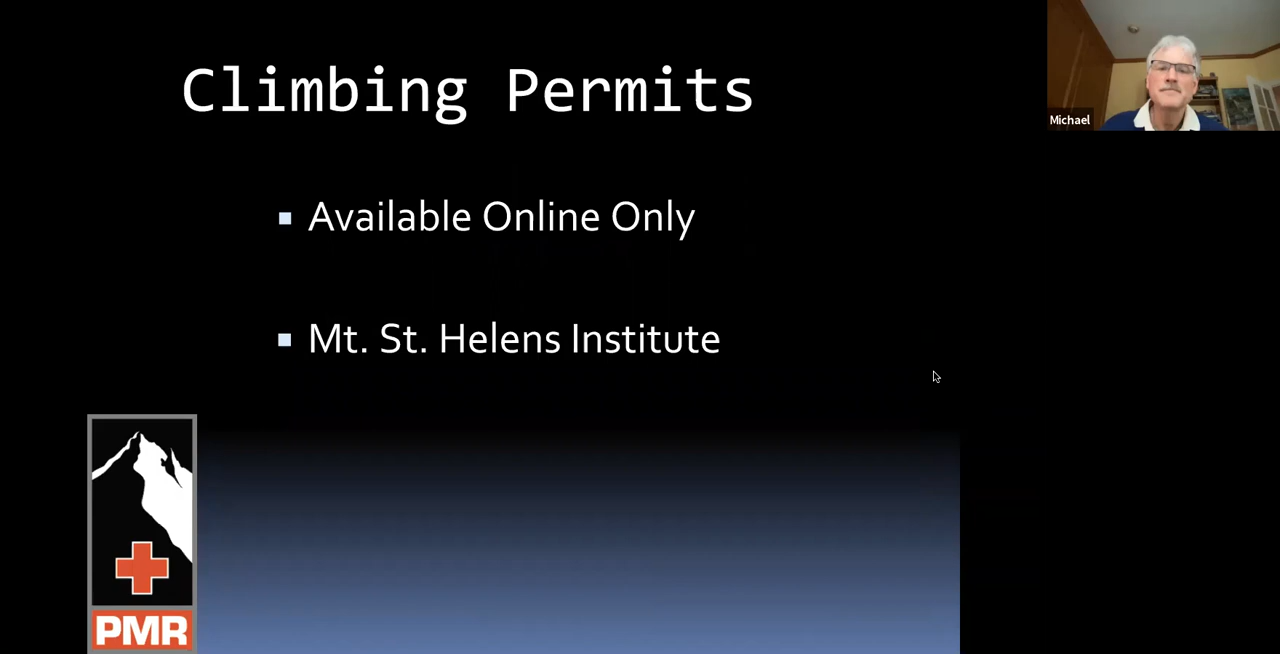 Climbing Permits
Michael
Available Online Only
Mt. St. Helens Institute
PMR